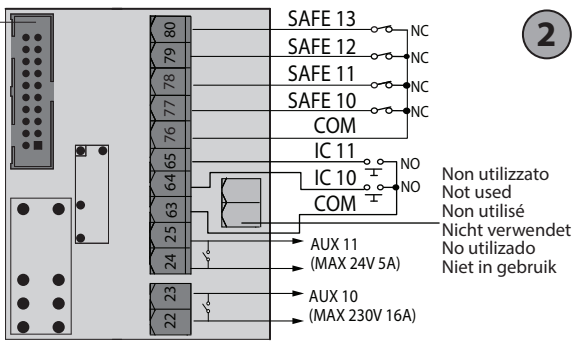 2
80
79
78
77
76
65
64
63
25
24
23
22
SAFE 13
NC
SAFE 12
NC
SAFE 11
NC
SAFE 10
NC
COM
IC 11
NO
IC 10
NO
COM
AUX 11
(MAX 24V 5A)
AUX 10
(MAX 230V 16A)
Non utilizzato
Not used
Non utilisé
Nicht verwendet
No utilizado
Niet in gebruik